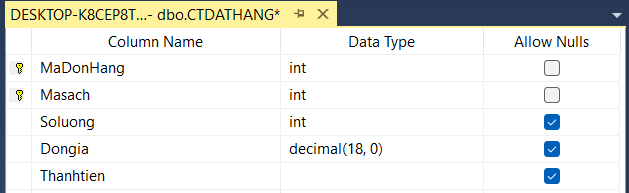 DESKTOP-K8CEP8T...- dbo.CTDATHANG*
Column Name Data Type Allow Nulls
MaDonHang int
Masach int
Soluong int
Dongia decimal(18, 0)
Thanhtien